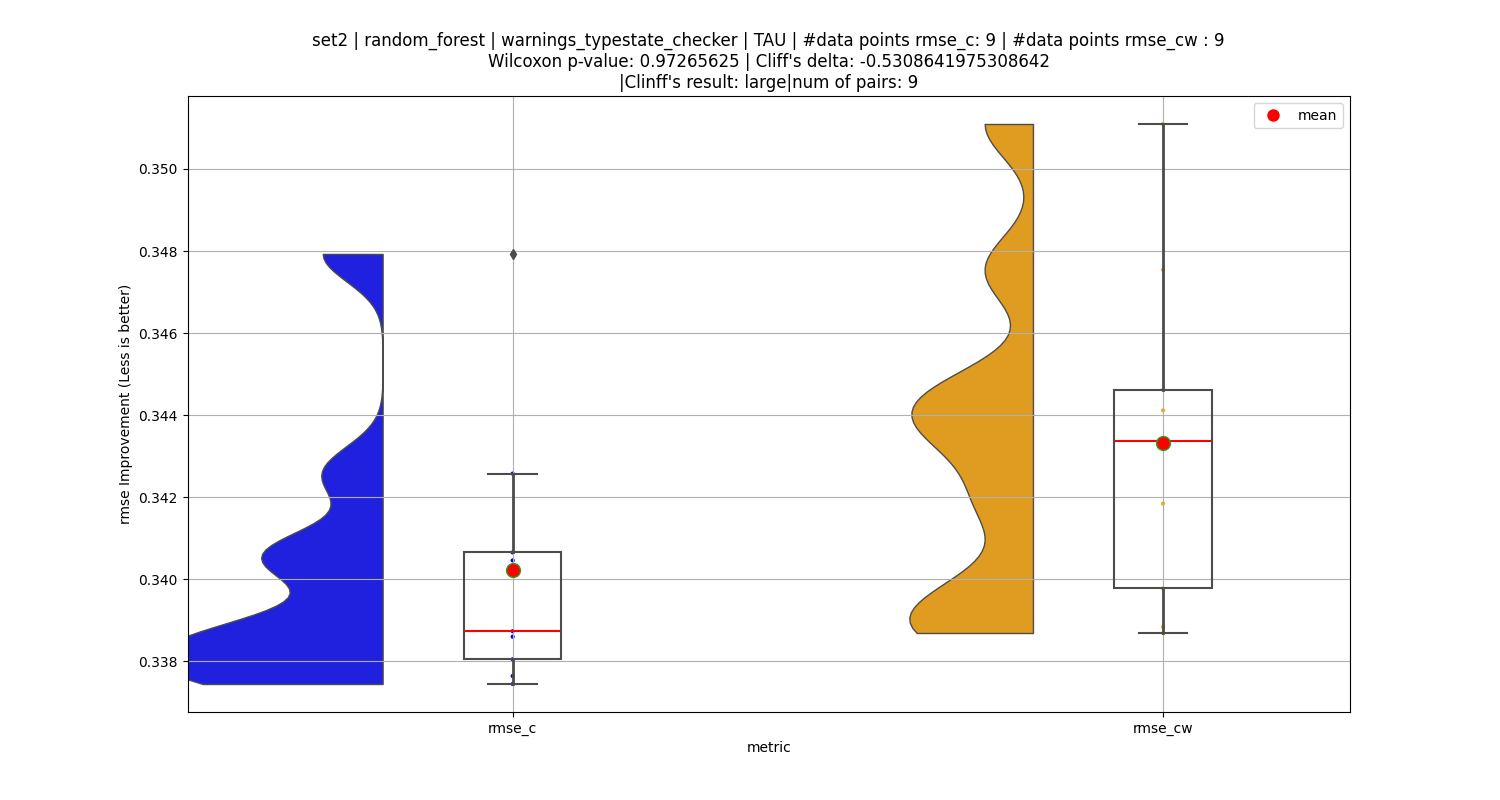 set2 | random_forest | warnings_typestate_checker | TAU | #data points rmse_c: 9 | #data points rmse_cw : 9
Wilcoxon p-value: 0.97265625 | Cliff's delta: -0.5308641975308642
|Clinff's result: large|num of pairs: 9
mean
0.350
0.348
0.346
0.344
0.342
0.340
0.338
rmse Improvement (Less is better)
rmse_c
rmse_cw
metric